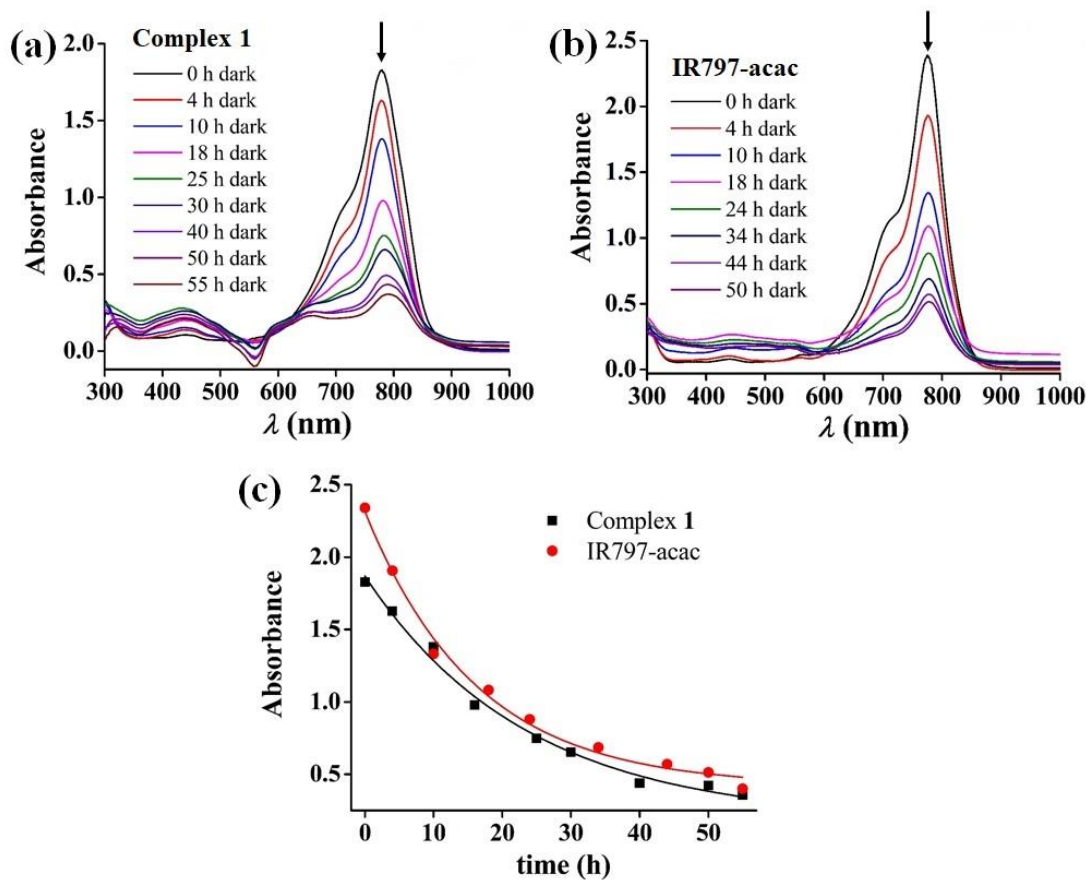 (a)
Complex 1
0 h dark
4 h dark
10 h dark
18 h dark
25 h dark
30 h dark
40 h dark
50 h dark
55 h dark
2.0
1.5
1.0
0.5
0.0
Absorbance
300 400 500 600 700 800 900 1000
λ (nm)
(b)
IR797-acac
0 h dark
4 h dark
10 h dark
18 h dark
24 h dark
34 h dark
44 h dark
50 h dark
2.5
2.0
1.5
1.0
0.5
0.0
Absorbance
300 400 500 600 700 800 900 1000
λ (nm)
(c)
Complex 1
IR797-acac
2.5
2.0
1.5
1.0
0.5
Absorbance
0 10 20 30 40 50
time (h)